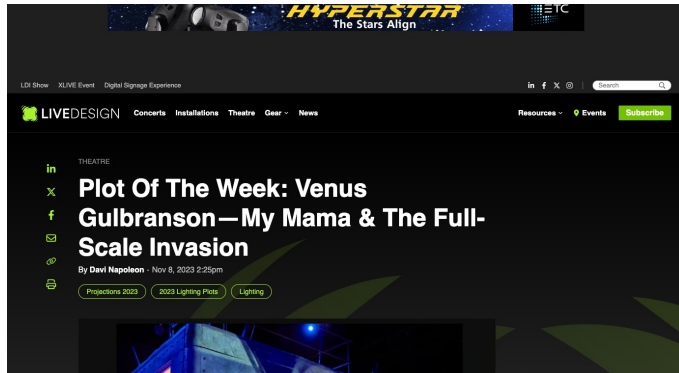 HYPERSTAR
The Stars Align
ETC
LDI Show XLIVE Event Digital Signage Experience
Search
LIVEDESIGN Concerts Installations Theatre Gear News Resources Events Subscribe
THEATRE
Plot Of The Week: Venus
Gulbranson—My Mama & The Full-
Scale Invasion
By Davi Napoleon - Nov 8, 2023 2:25pm
Projections 2023 2023 Lighting Plots Lighting